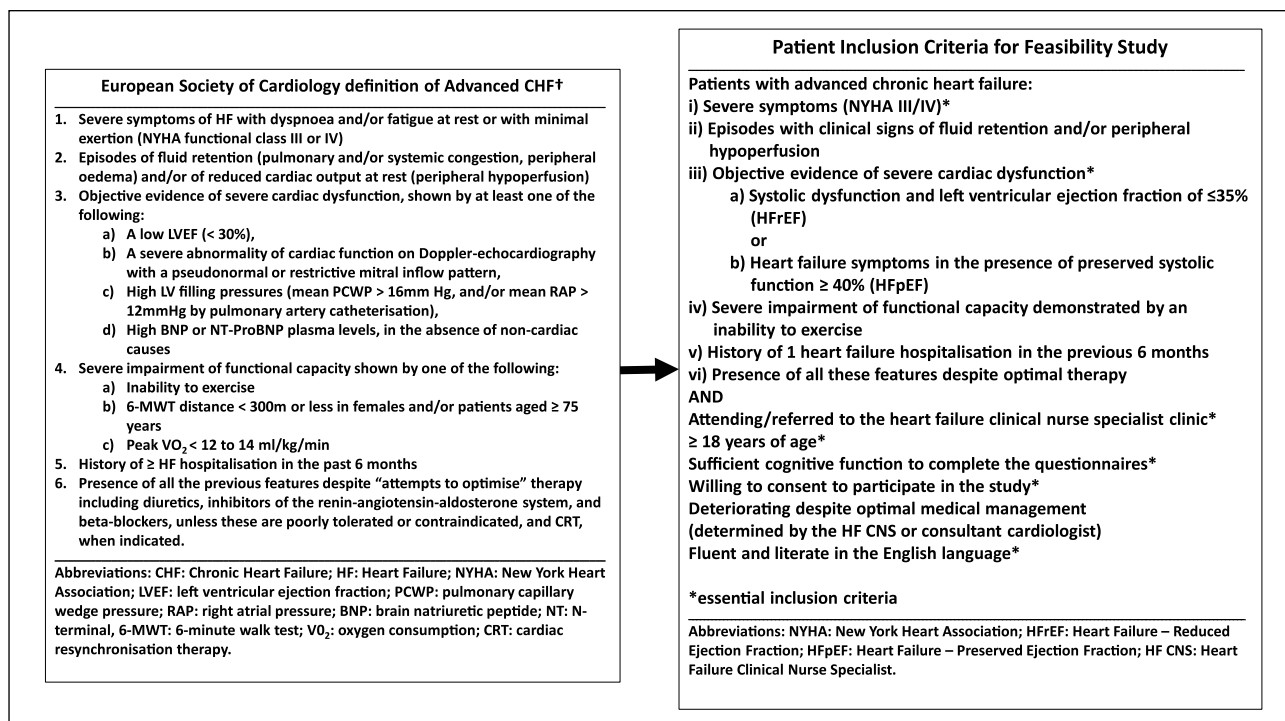 European Society of Cardiology definition of Advanced CHF†
1. Severe symptoms of HF with dyspnoea and/or fatigue at rest or with minimal
exertion (NYHA functional class III or IV)
2. Episodes of fluid retention (pulmonary and/or systemic congestion, peripheral
oedema) and/or of reduced cardiac output at rest (peripheral hypoperfusion)
3. Objective evidence of severe cardiac dysfunction, shown by at least one of the
following:
a) A low LVEF (< 30%),
b) A severe abnormality of cardiac function on Doppler-echocardiography
with a pseudonormal or restrictive mitral inflow pattern,
c) High LV filling pressures (mean PCWP > 16mm Hg, and/or mean RAP >
12mmHg by pulmonary artery catheterisation),
d) High BNP or NT-ProBNP plasma levels, in the absence of non-cardiac
causes
4. Severe impairment of functional capacity shown by one of the following:
a) Inability to exercise
b) 6-MWT distance < 300m or less in females and/or patients aged ≥ 75
years
c) Peak VO₂ < 12 to 14 ml/kg/min
5. History of ≥ HF hospitalisation in the past 6 months
6. Presence of all the previous features despite “attempts to optimise” therapy
including diuretics, inhibitors of the renin-angiotensin-aldosterone system, and
beta-blockers, unless these are poorly tolerated or contraindicated, and CRT,
when indicated.
Abbreviations: CHF: Chronic Heart Failure; HF: Heart Failure; NYHA: New York Heart
Association; LVEF: left ventricular ejection fraction; PCWP: pulmonary capillary
wedge pressure; RAP: right atrial pressure; BNP: brain natriuretic peptide; NT: N-
terminal, 6-MWT: 6-minute walk test; V0₂: oxygen consumption; CRT: cardiac
resynchronisation therapy.
Patient Inclusion Criteria for Feasibility Study
Patients with advanced chronic heart failure:
i) Severe symptoms (NYHA III/IV)*
ii) Episodes with clinical signs of fluid retention and/or peripheral
hypoperfusion
iii) Objective evidence of severe cardiac dysfunction*
a) Systolic dysfunction and left ventricular ejection fraction of ≤35%
(HFrEF)
or
b) Heart failure symptoms in the presence of preserved systolic
function ≥ 40% (HFpEF)
iv) Severe impairment of functional capacity demonstrated by an
inability to exercise
v) History of 1 heart failure hospitalisation in the previous 6 months
vi) Presence of all these features despite optimal therapy
AND
Attending/referred to the heart failure clinical nurse specialist clinic*
≥ 18 years of age*
Sufficient cognitive function to complete the questionnaires*
Willing to consent to participate in the study*
Deteriorating despite optimal medical management
(determined by the HF CNS or consultant cardiologist)
Fluent and literate in the English language*
*essential inclusion criteria
Abbreviations: NYHA: New York Heart Association; HFrEF: Heart Failure – Reduced
Ejection Fraction; HFpEF: Heart Failure – Preserved Ejection Fraction; HF CNS: Heart
Failure Clinical Nurse Specialist.